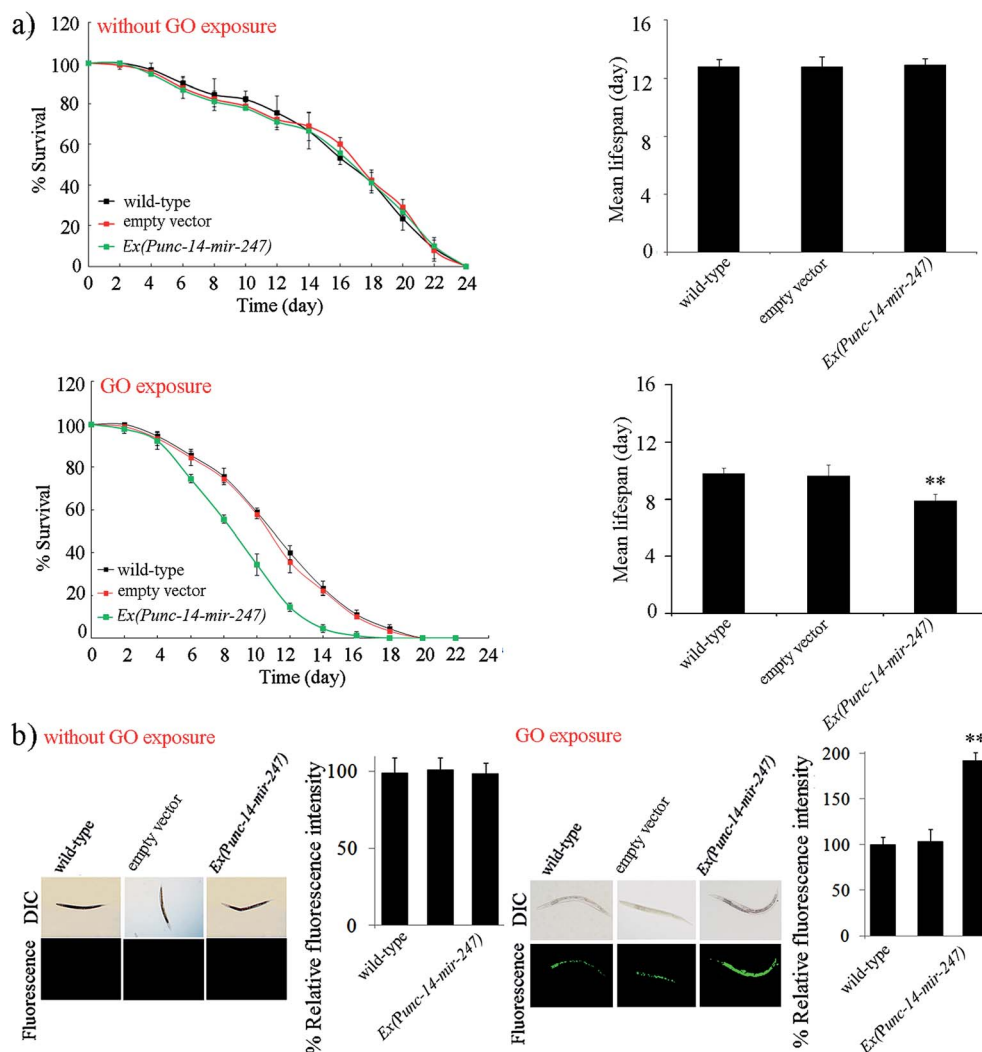 a)
without GO exposure
120
100
80
60
40
20
0
% Survival
wild-type
empty vector
Ex(Punc-14-mir-247)
0 2 4 6 8 10 12 14 16 18 20 22 24
Time (day)
16
12
8
4
0
Mean lifespan (day)
wild-type
empty vector
Ex(Punc-14-mir-247)
GO exposure
120
100
80
60
40
20
0
% Survival
wild-type
empty vector
Ex(Punc-14-mir-247)
0 2 4 6 8 10 12 14 16 18 20 22 24
Time (day)
16
12
8
4
0
Mean lifespan (day)
**
wild-type
empty vector
Ex(Punc-14-mir-247)
b)
without GO exposure
wild-type
empty vector
Ex(Punc-14-mir-247)
DIC
Fluorescence
100
50
0
% Relative fluorescence intensity
wild-type
Ex(Punc-14-mir-247)
GO exposure
wild-type
empty vector
Ex(Punc-14-mir-247)
DIC
Fluorescence
200
150
100
50
0
% Relative fluorescence intensity
**
wild-type
Ex(Punc-14-mir-247)